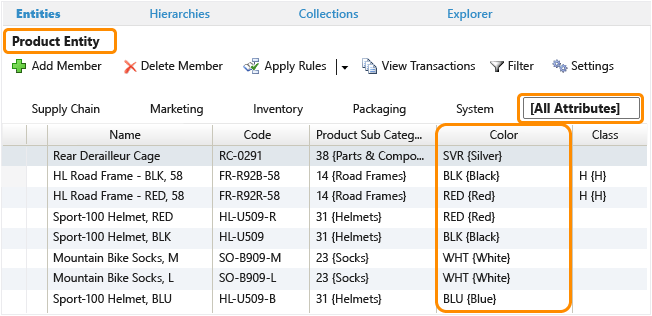 Entities Hierarchies Collections Explorer
Product Entity
Add Member Delete Member Apply Rules View Transactions Filter Settings
Supply Chain Marketing Inventory Packaging System [All Attributes]
Name Code Product Sub Categ... Color Class
Rear Derailleur Cage RC-0291 38 {Parts & Compo... SVR {Silver}
HL Road Frame - BLK, 58 FR-R92B-58 14 {Road Frames} BLK {Black} H {H}
HL Road Frame - RED, 58 FR-R92R-58 14 {Road Frames} RED {Red} H {H}
Sport-100 Helmet, RED HL-U509-R 31 {Helmets} RED {Red}
Sport-100 Helmet, BLK HL-U509 31 {Helmets} BLK {Black}
Mountain Bike Socks, M SO-B909-M 23 {Socks} WHT {White}
Mountain Bike Socks, L SO-B909-L 23 {Socks} WHT {White}
Sport-100 Helmet, BLU HL-U509-B 31 {Helmets} BLU {Blue}